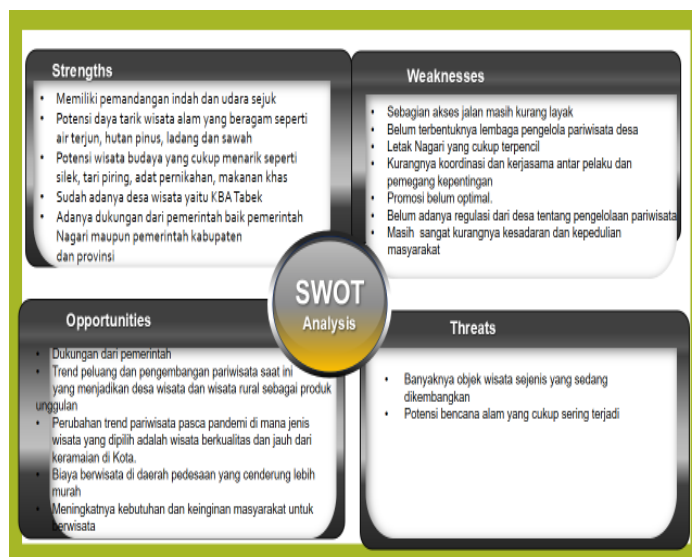 Strengths
• Memiliki pemandangan indah dan udara sejuk
• Potensi daya tarik wisata alam yang beragam seperti
air terjun, hutan pinus, ladang dan sawah
• Potensi wisata budaya yang cukup menarik seperti
silek, tari piring, adat pernikahan, makanan khas
• Sudah adanya desa wisata yaitu KBA Tabek
• Adanya dukungan dari pemerintah baik pemerintah
Nagari maupun pemerintah kabupaten
dan provinsi
Weaknesses
• Sebagian akses jalan masih kurang layak
• Belum terbentuknya lembaga pengelola pariwisata desa
• Letak Nagari yang cukup terpencil
• Kurangnya koordinasi dan kerjasama antar pelaku dan
pemegang kepentingan
• Promosi belum optimal.
• Belum adanya regulasi dari desa tentang pengelolaan pariwisata
• Masih sangat kurangnya kesadaran dan kepedulian
masyarakat
SWOT
Analysis
Opportunities
• Dukungan dari pemerintah
• Trend peluang dan pengembangan pariwisata saat ini
yang menjadikan desa wisata dan wisata rural sebagai produk
unggulan
• Perubahan trend pariwisata pasca pandemi di mana jenis
wisata yang dipilih adalah wisata berkualitas dan jauh dari
keramaian di Kota.
• Biaya berwisata di daerah pedesaan yang cenderung lebih
murah
• Meningkatnya kebutuhan dan keinginan masyarakat untuk
berwisata
Threats
• Banyaknya objek wisata sejenis yang sedang
dikembangkan
• Potensi bencana alam yang cukup sering terjadi